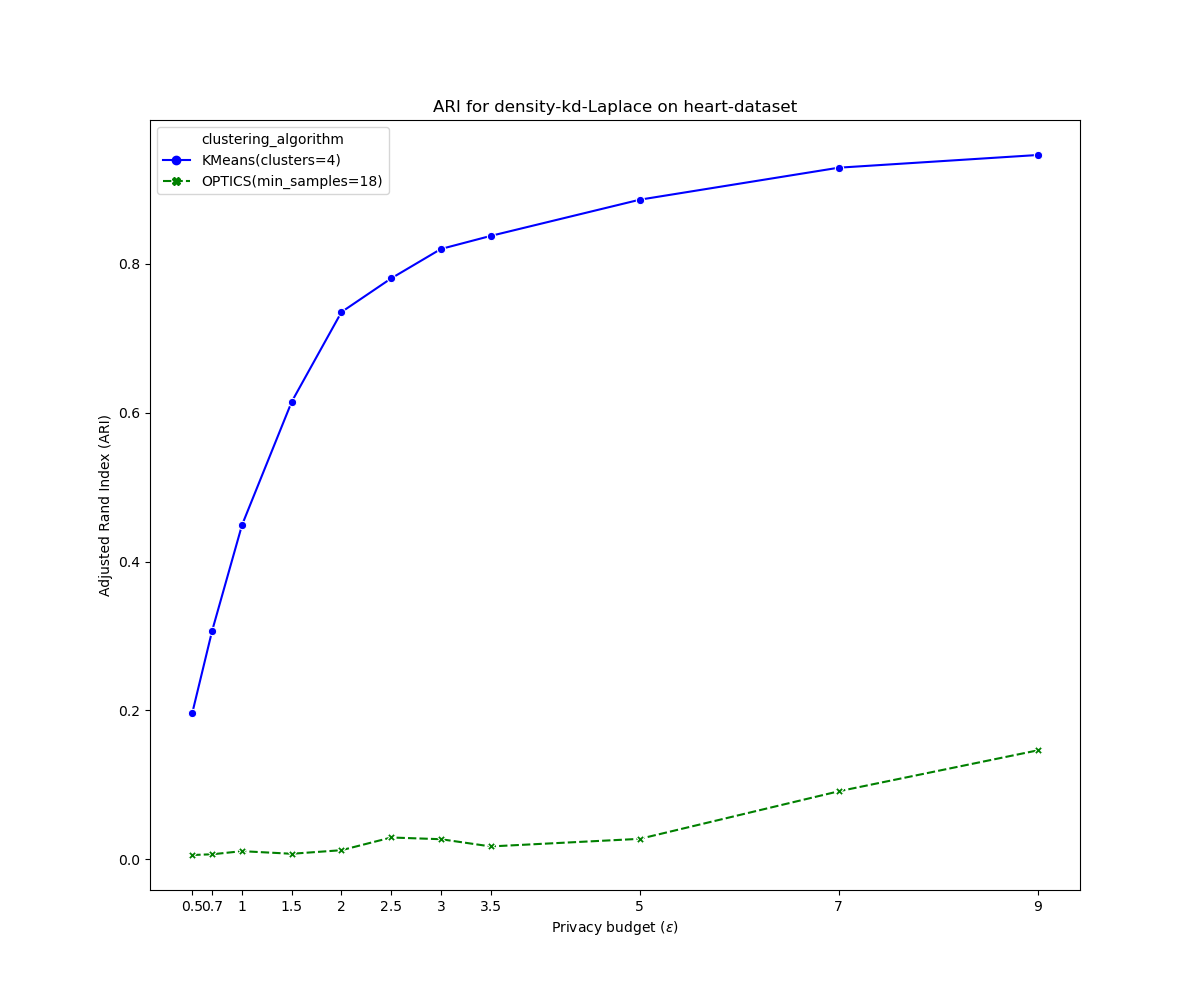 ARI for density-kd-Laplace on heart-dataset
clustering_algorithm
KMeans(clusters=4)
OPTICS(min_samples=18)
Adjusted Rand Index (ARI)
0.8
0.6
0.4
0.2
0.0
0.5 0.7 1 1.5 2 2.5 3 3.5 5 7 9
Privacy budget (ε)